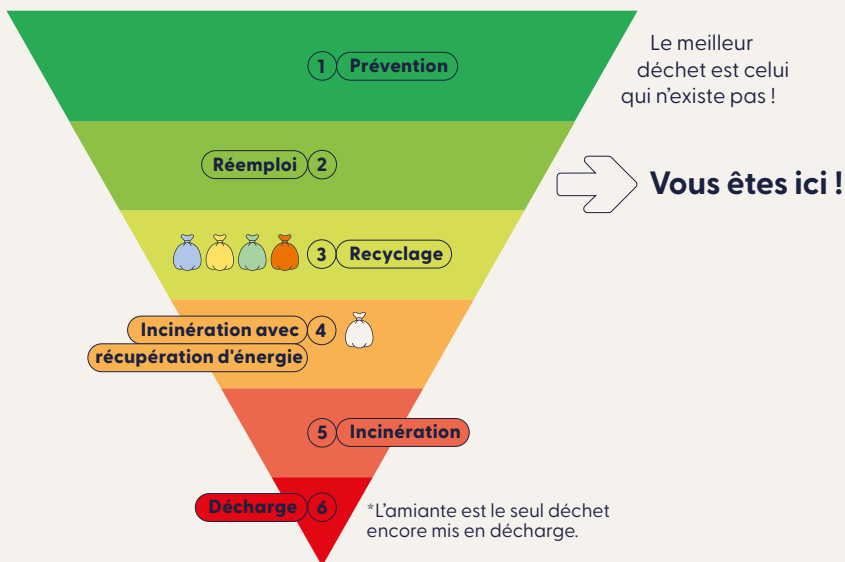 1 Prévention
Le meilleur
déchet est celui
qui n'existe pas !
Réemploi 2
Vous êtes ici !
3 Recyclage
Incinération avec 4
récupération d'énergie
5 Incinération
Décharge 6
*L'amiante est le seul déchet
encore mis en décharge.